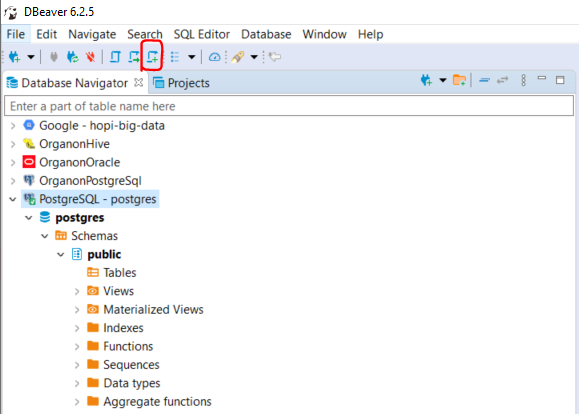 DBeaver 6.2.5
File Edit Navigate Search SQL Editor Database Window Help
Database Navigator Projects
Enter a part of table name here
Google - hopi-big-data
OrganonHive
OrganonOracle
OrganonPostgreSql
PostgreSQL - postgres
postgres
Schemas
public
Tables
Views
Materialized Views
Indexes
Functions
Sequences
Data types
Aggregate functions